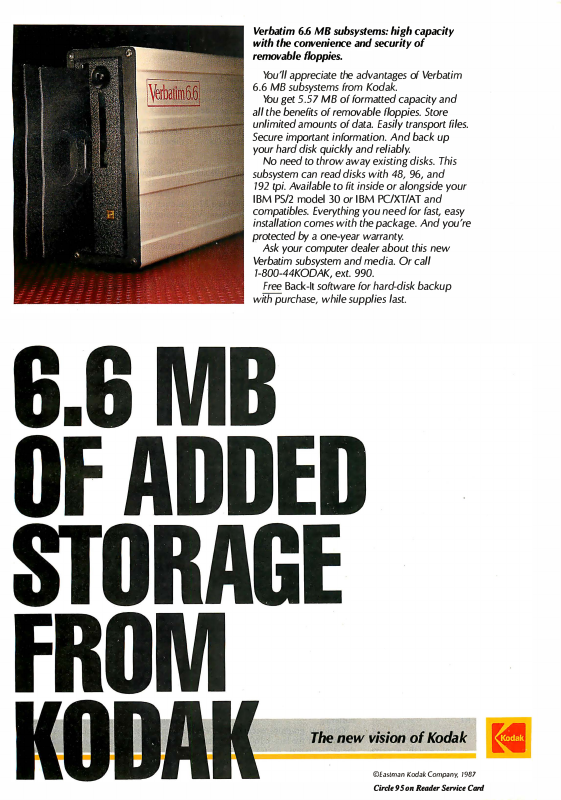 Verbatim 6.6
Verbatim 6.6 MB subsystems: high capacity
with the convenience and security of
removable floppies.
You'll appreciate the advantages of Verbatim
6.6 MB subsystems from Kodak.
You get 5.57 MB of formatted capacity and
all the benefits of removable floppies. Store
unlimited amounts of data. Easily transport files.
Secure important information. And back up
your hard disk quickly and reliably.
No need to throw away existing disks. This
subsystem can read disks with 48, 96, and
192 tpi. Available to fit inside or alongside your
IBM PS/2 model 30 or IBM PC/XT/AT and
compatibles. Everything you need for fast, easy
installation comes with the package. And you're
protected by a one-year warranty.
Ask your computer dealer about this new
Verbatim subsystem and media. Or call
1-800-44KODAK, ext. 990.
Free Back-It software for hard-disk backup
with purchase, while supplies last.
6.6 MB
OF ADDED
STORAGE
FROM
KODAK
The new vision of Kodak
Kodak
©Eastman Kodak Company, 1987
Circle 95 on Reader Service Card